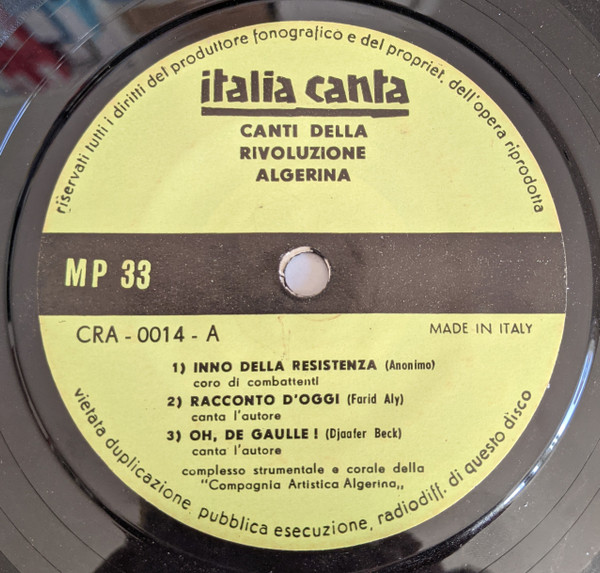 riservati tutti i diritti del produttore fonografico e del propriet. dell'opera riprodotta
italia canta
CANTI DELLA
RIVOLUZIONE
ALGERINA
MP 33
CRA - 0014 - A
MADE IN ITALY
1) INNO DELLA RESISTENZA (Anonimo)
coro di combattenti
2) RACCONTO D'OGGI (Farid Aly)
canta l'autore
3) OH, DE GAULLE! (Djaafer Beck)
canta l'autore
complesso strumentale e corale della
"Compagnia Artistica Algerina,,
vietata duplicazione, pubblica esecuzione, radiodiff. di questo disco